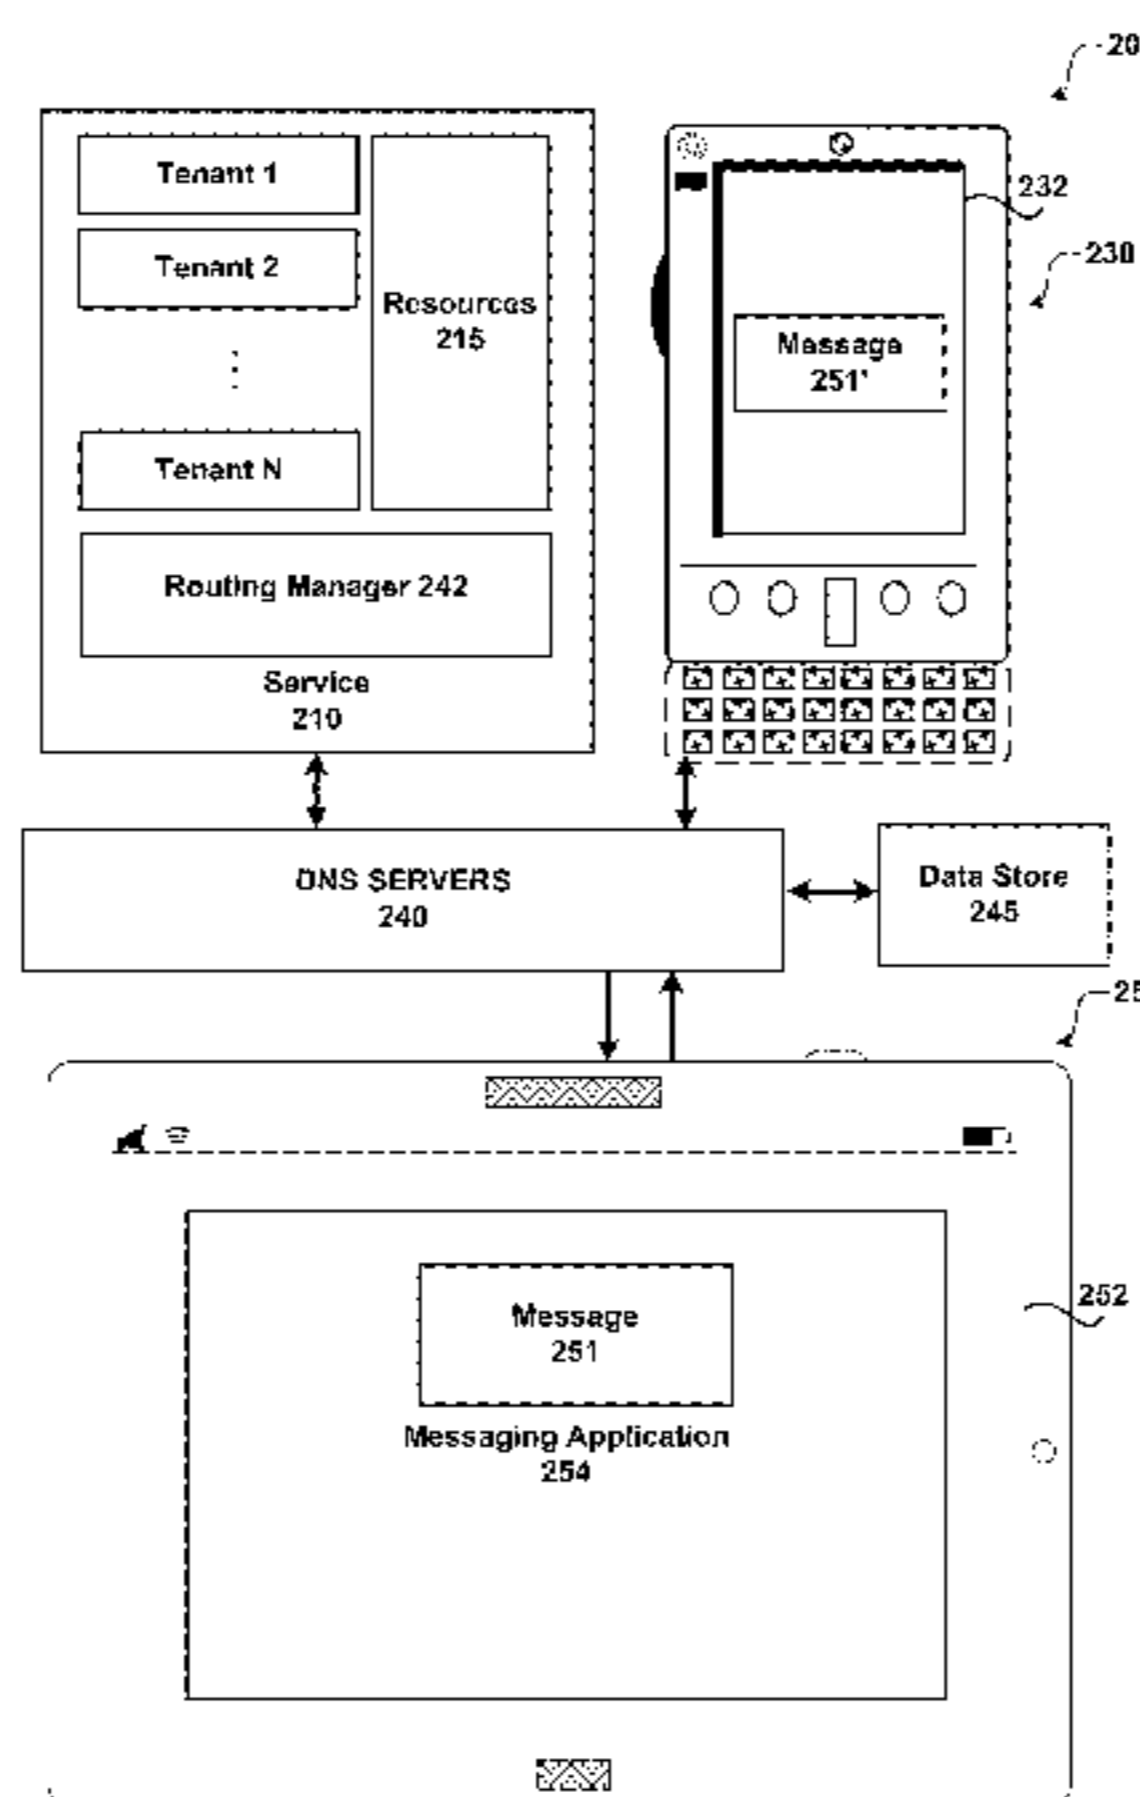 20
Tenant 1
Tenant 2
Tenant N
Resources
215
Routing Manager 242
Service
210
232
230
Message
251'
DNS SERVERS
240
Data Store
245
25
Message
251
Messaging Application
254
252